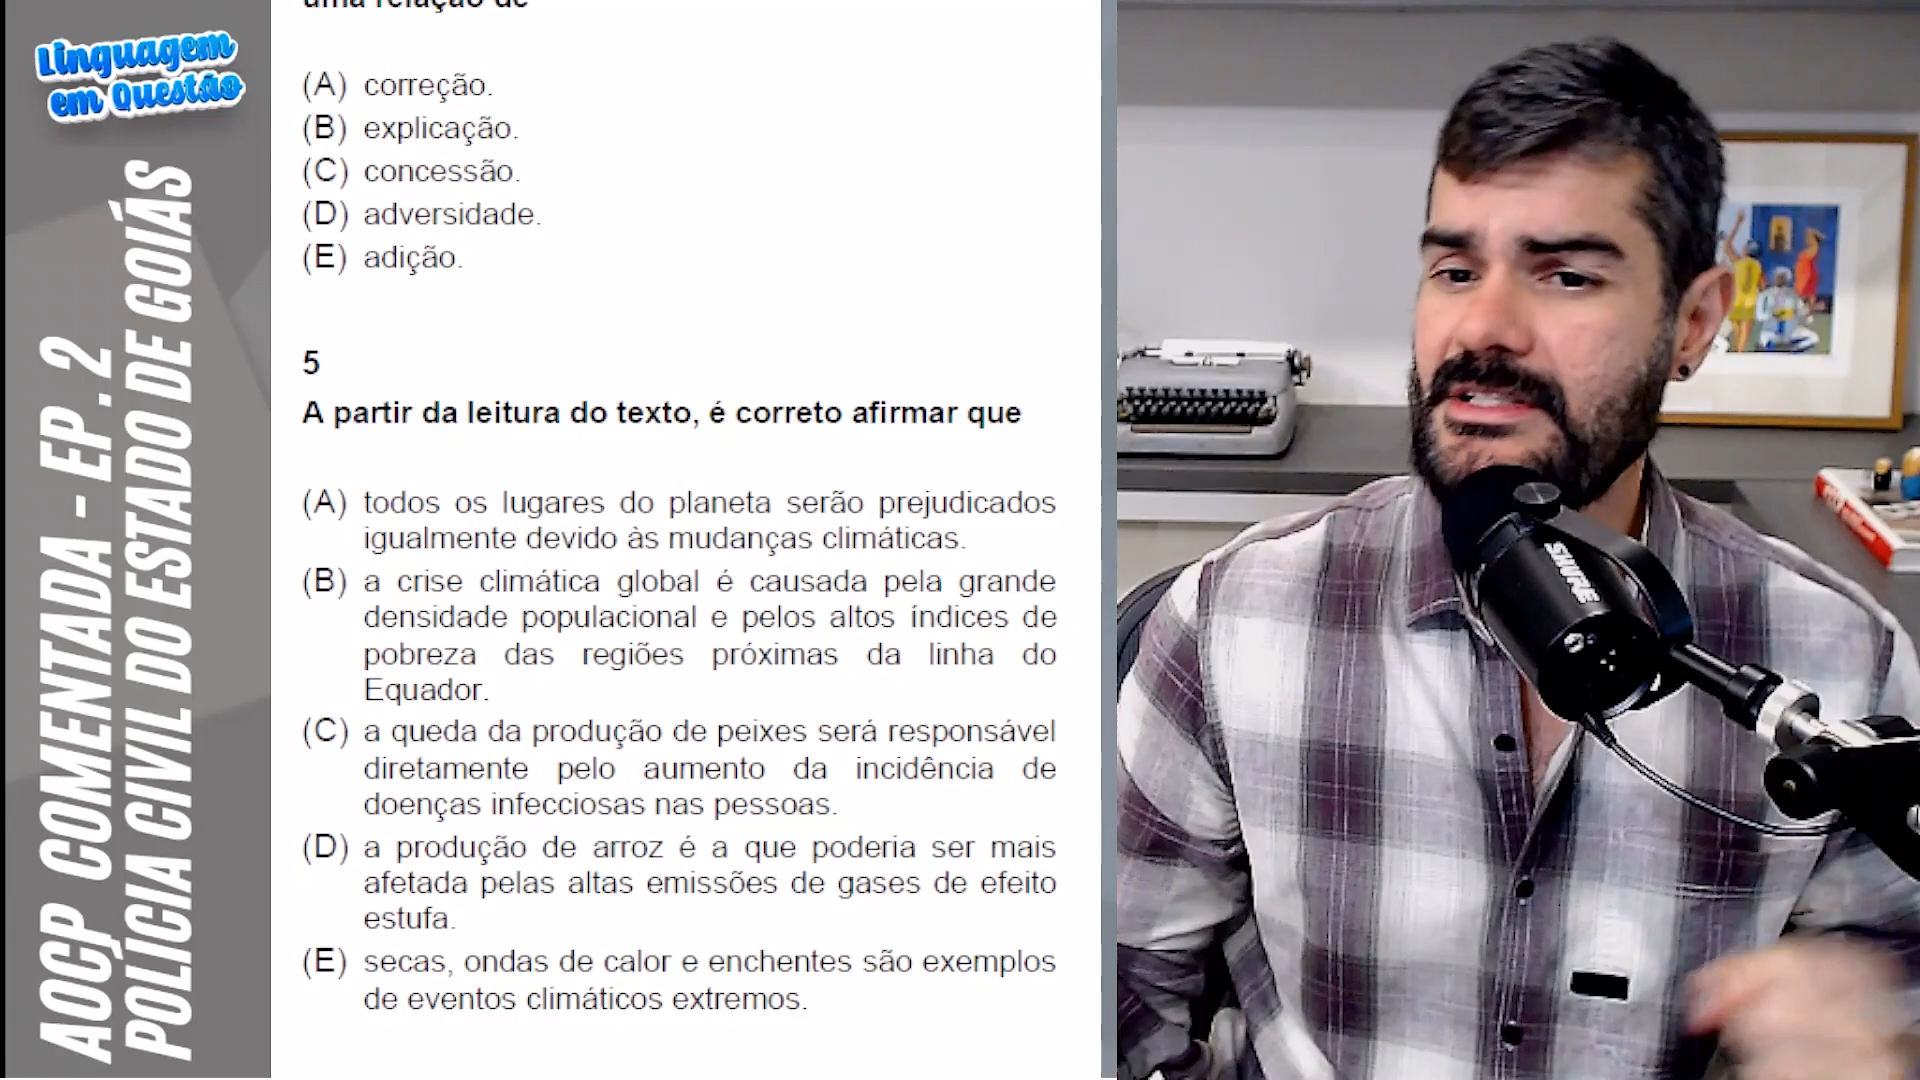 Linguagem
em Questão
AOCP COMENTADA - EP. 2
POLÍCIA CIVIL DO ESTADO DE GOIÁS
uma relação de
(A) correção.
(B) explicação.
(C) concessão.
(D) adversidade.
(E) adição.
5
A partir da leitura do texto, é correto afirmar que
(A) todos os lugares do planeta serão prejudicados
igualmente devido às mudanças climáticas.
(B) a crise climática global é causada pela grande
densidade populacional e pelos altos índices de
pobreza das regiões próximas da linha do
Equador.
(C) a queda da produção de peixes será responsável
diretamente pelo aumento da incidência de
doenças infecciosas nas pessoas.
(D) a produção de arroz é a que poderia ser mais
afetada pelas altas emissões de gases de efeito
estufa.
(E) secas, ondas de calor e enchentes são exemplos
de eventos climáticos extremos.
SHURE